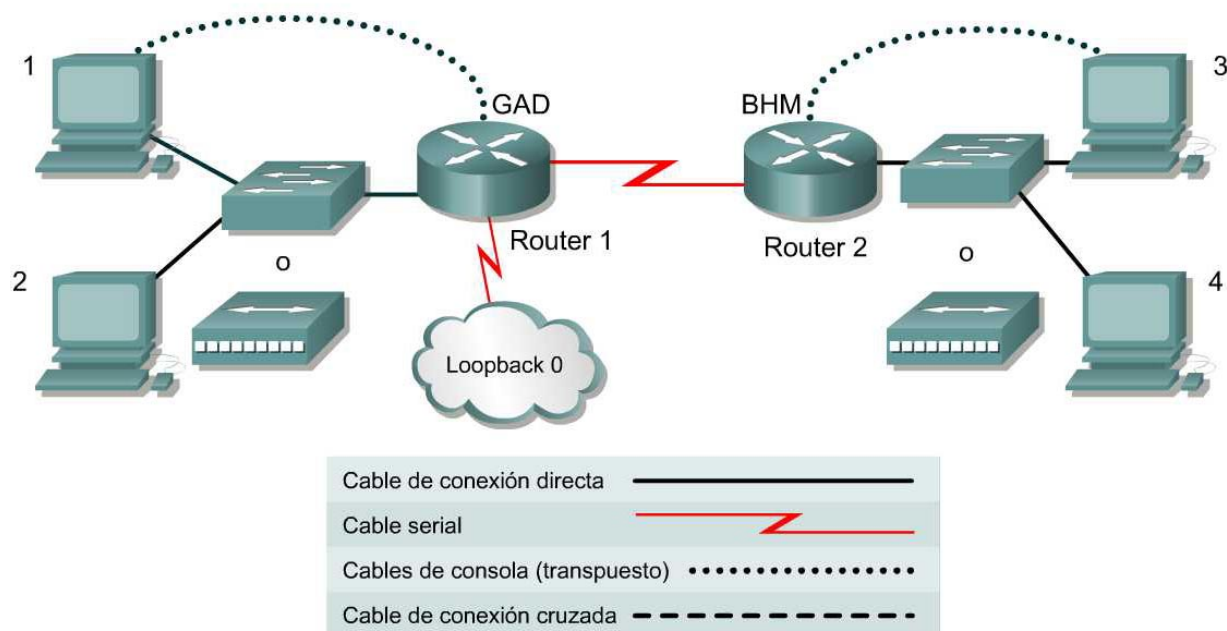 1
GAD
BHM
3
Router 1
Router 2
o
o
2
4
Loopback 0
Cable de conexión directa
Cable serial
Cables de consola (transpuesto)
Cable de conexión cruzada